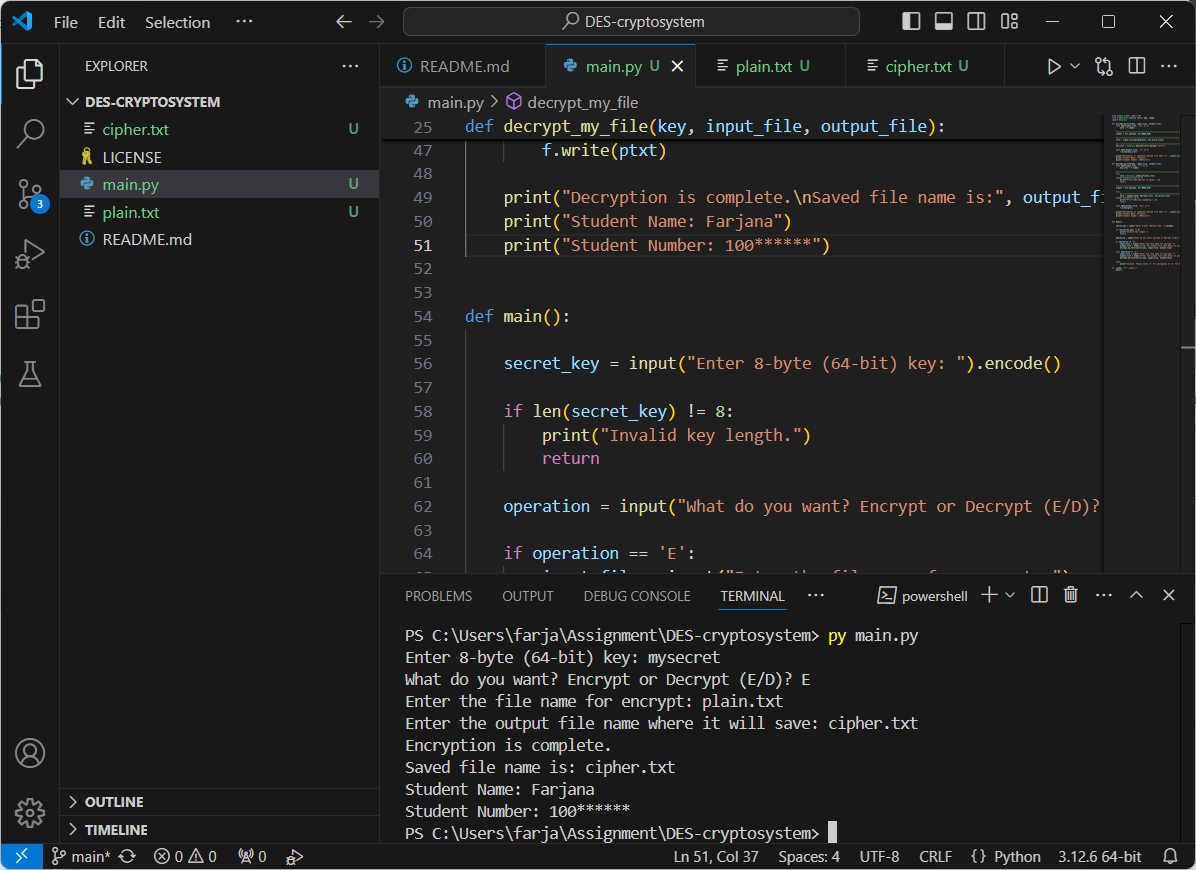 File Edit Selection ··· DES-cryptosystem
EXPLORER ···
DES-CRYPTOSYSTEM
cipher.txt U
LICENSE
main.py U
plain.txt U
README.md
3
OUTLINE
TIMELINE
README.md main.py U plain.txt U cipher.txt U ···
main.py > decrypt_my_file
25 def decrypt_my_file(key, input_file, output_file):
47 f.write(ptxt)
48
49 print("Decryption is complete.\nSaved file name is:", output_fi
50 print("Student Name: Farjana")
51 print("Student Number: 100******")
52
53
54 def main():
55
56 secret_key = input("Enter 8-byte (64-bit) key: ").encode()
57
58 if len(secret_key) != 8:
59 print("Invalid key length.")
60 return
61
62 operation = input("What do you want? Encrypt or Decrypt (E/D)?
63
64 if operation == 'E':
PROBLEMS OUTPUT DEBUG CONSOLE TERMINAL ··· powershell ···
PS C:\Users\farja\Assignment\DES-cryptosystem> py main.py
Enter 8-byte (64-bit) key: mysecret
What do you want? Encrypt or Decrypt (E/D)? E
Enter the file name for encrypt: plain.txt
Enter the output file name where it will save: cipher.txt
Encryption is complete.
Saved file name is: cipher.txt
Student Name: Farjana
Student Number: 100******
PS C:\Users\farja\Assignment\DES-cryptosystem>
main* 0 0 0 Ln 51, Col 37 Spaces: 4 UTF-8 CRLF {} Python 3.12.6 64-bit